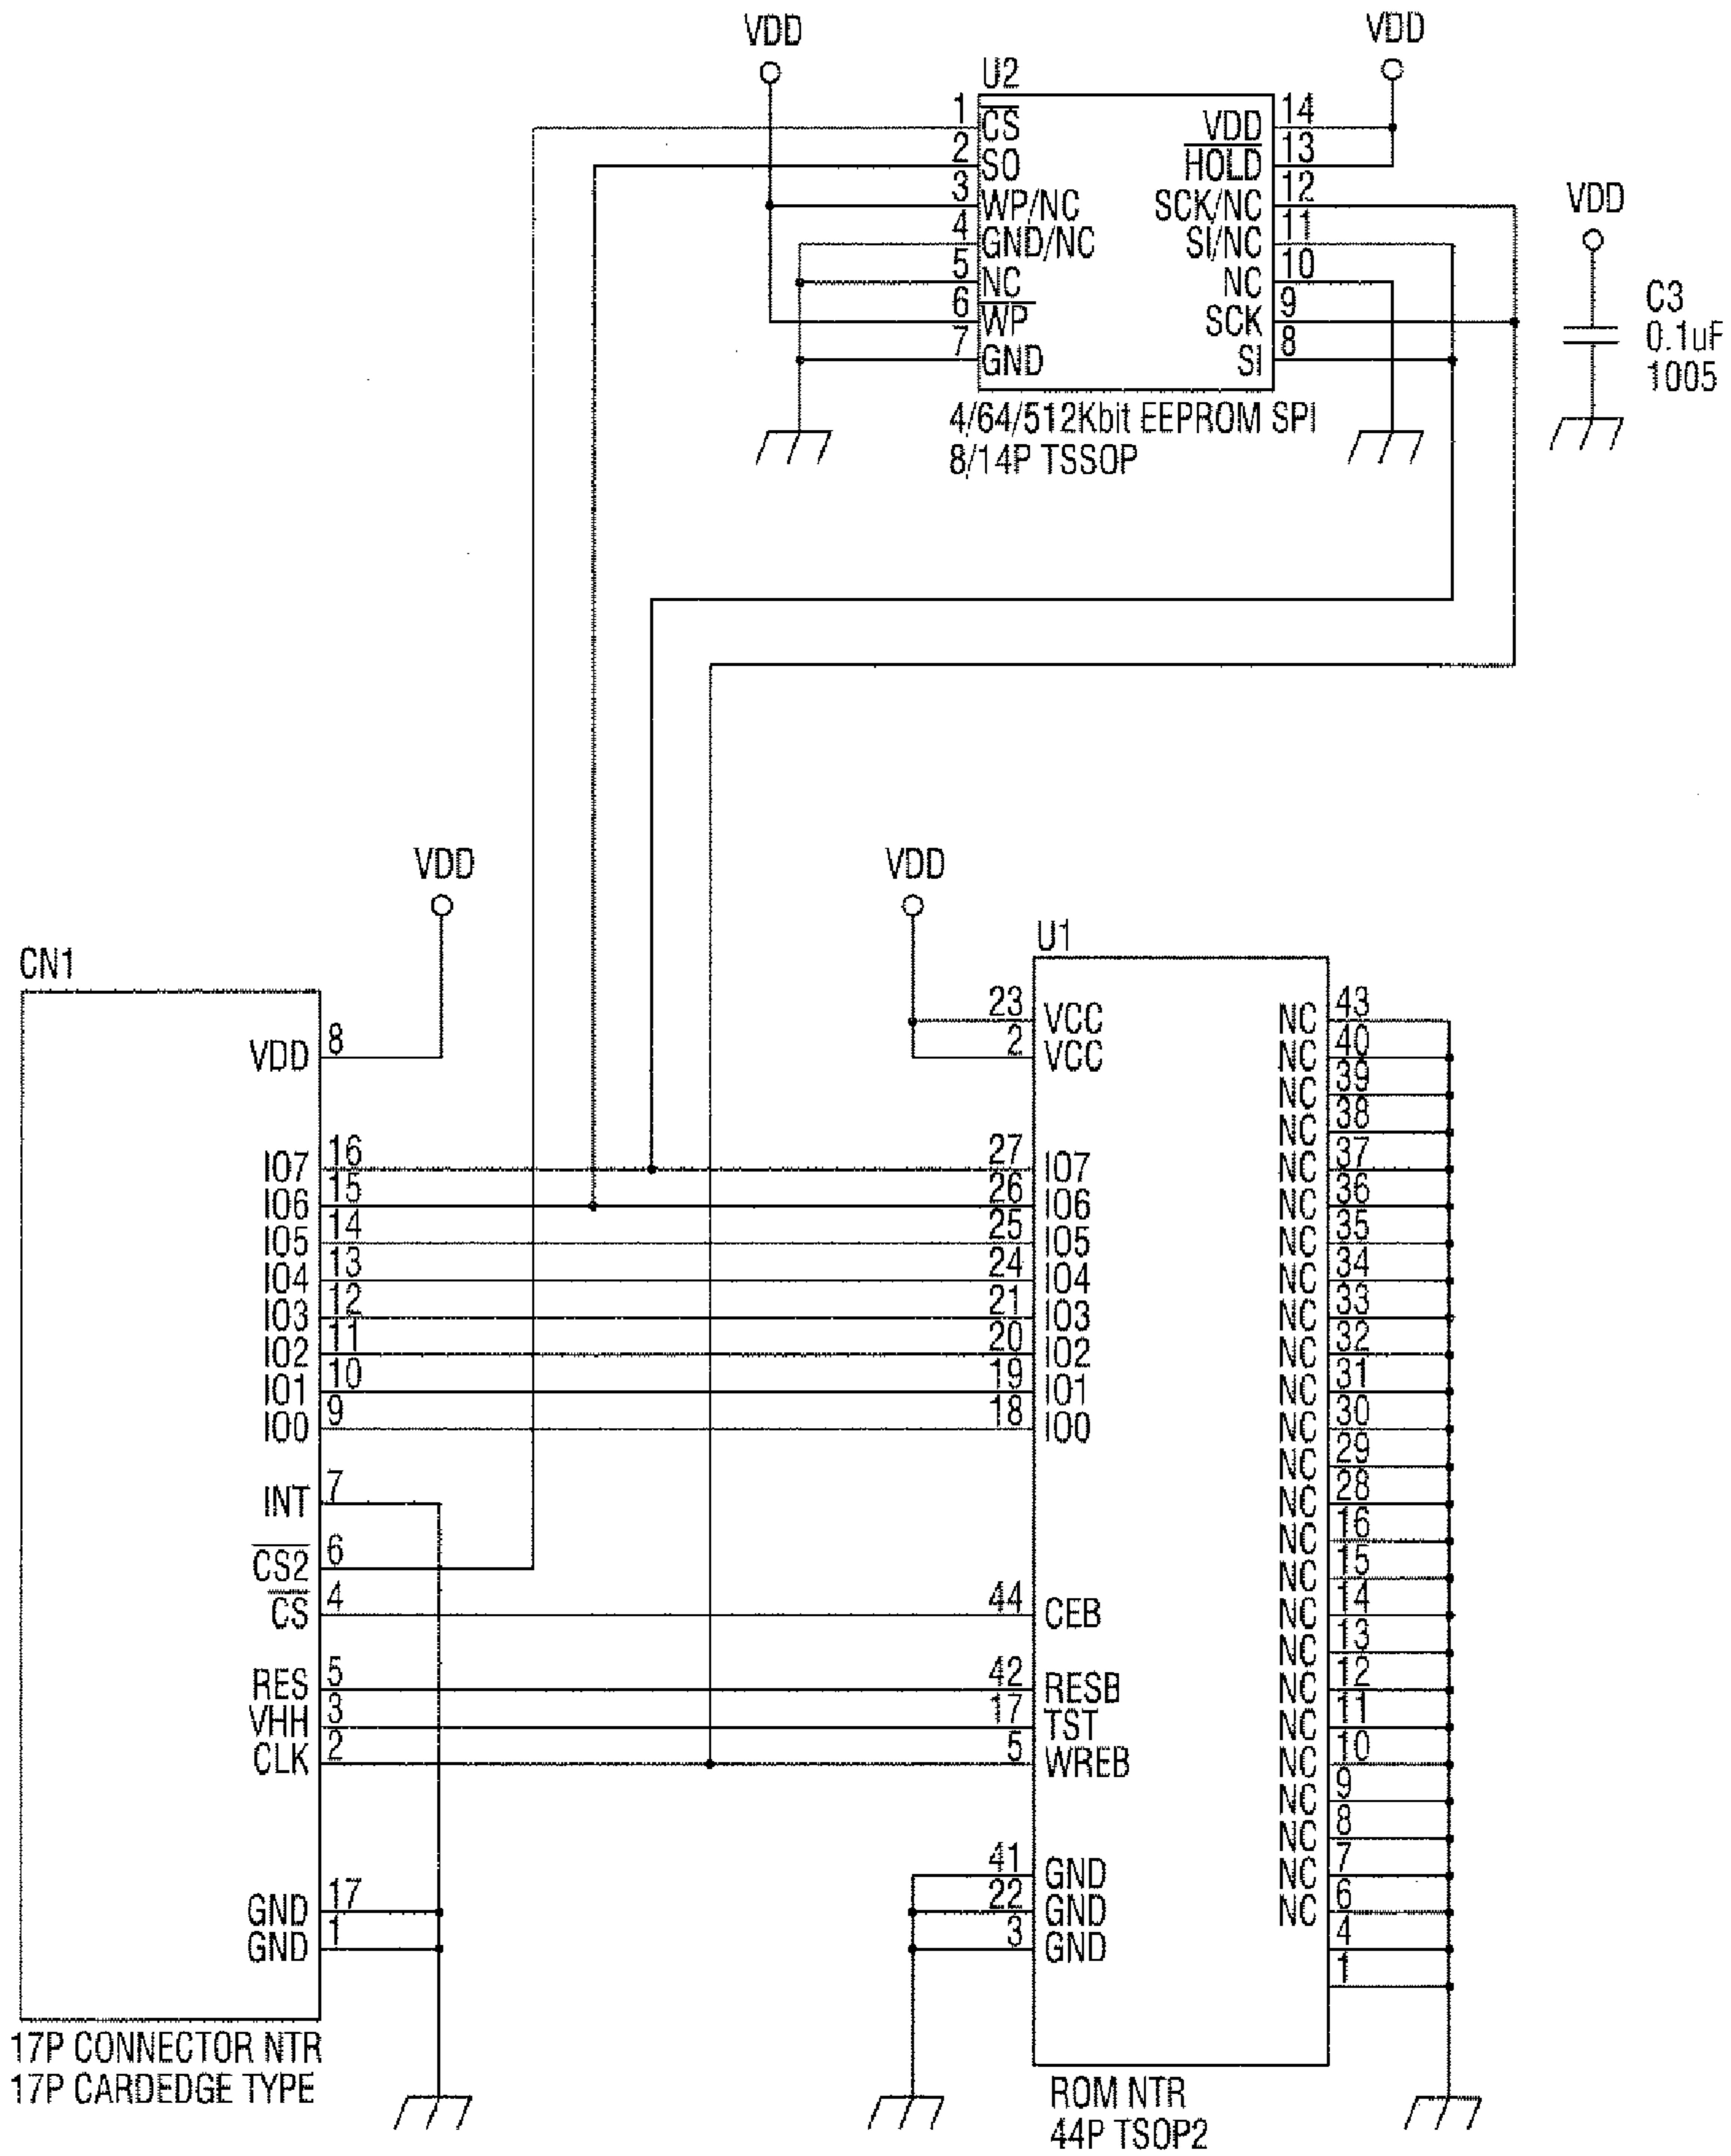 VDD
VDD
U2
1 CS
2 SO
3 WP/NC
4 GND/NC
5 NC
6 WP
7 GND
VDD 14
HOLD 13
SCK/NC 12
SI/NC 11
NC 10
SCK 9
SI 8
4/64/512Kbit EEPROM SPI
8/14P TSSOP
VDD
C3
0.1uF
1005
VDD
CN1
VDD 8
IO7 16
IO6 15
IO5 14
IO4 13
IO3 12
IO2 11
IO1 10
IO0 9
INT 7
CS2 6
CS 4
RES 5
VHH 3
CLK 2
GND 17
GND 1
17P CONNECTOR NTR
17P CARDEDGE TYPE
VDD
U1
23 VCC
2 VCC
27 IO7
26 IO6
25 IO5
24 IO4
21 IO3
20 IO2
19 IO1
18 IO0
44 CEB
42 RESB
17 TST
5 WREB
41 GND
22 GND
3 GND
NC 43
NC 40
NC 39
NC 38
NC 37
NC 36
NC 35
NC 34
NC 33
NC 32
NC 31
NC 30
NC 29
NC 28
NC 16
NC 15
NC 14
NC 13
NC 12
NC 11
NC 10
NC 9
NC 8
NC 7
NC 6
4
1
ROM NTR
44P TSOP2